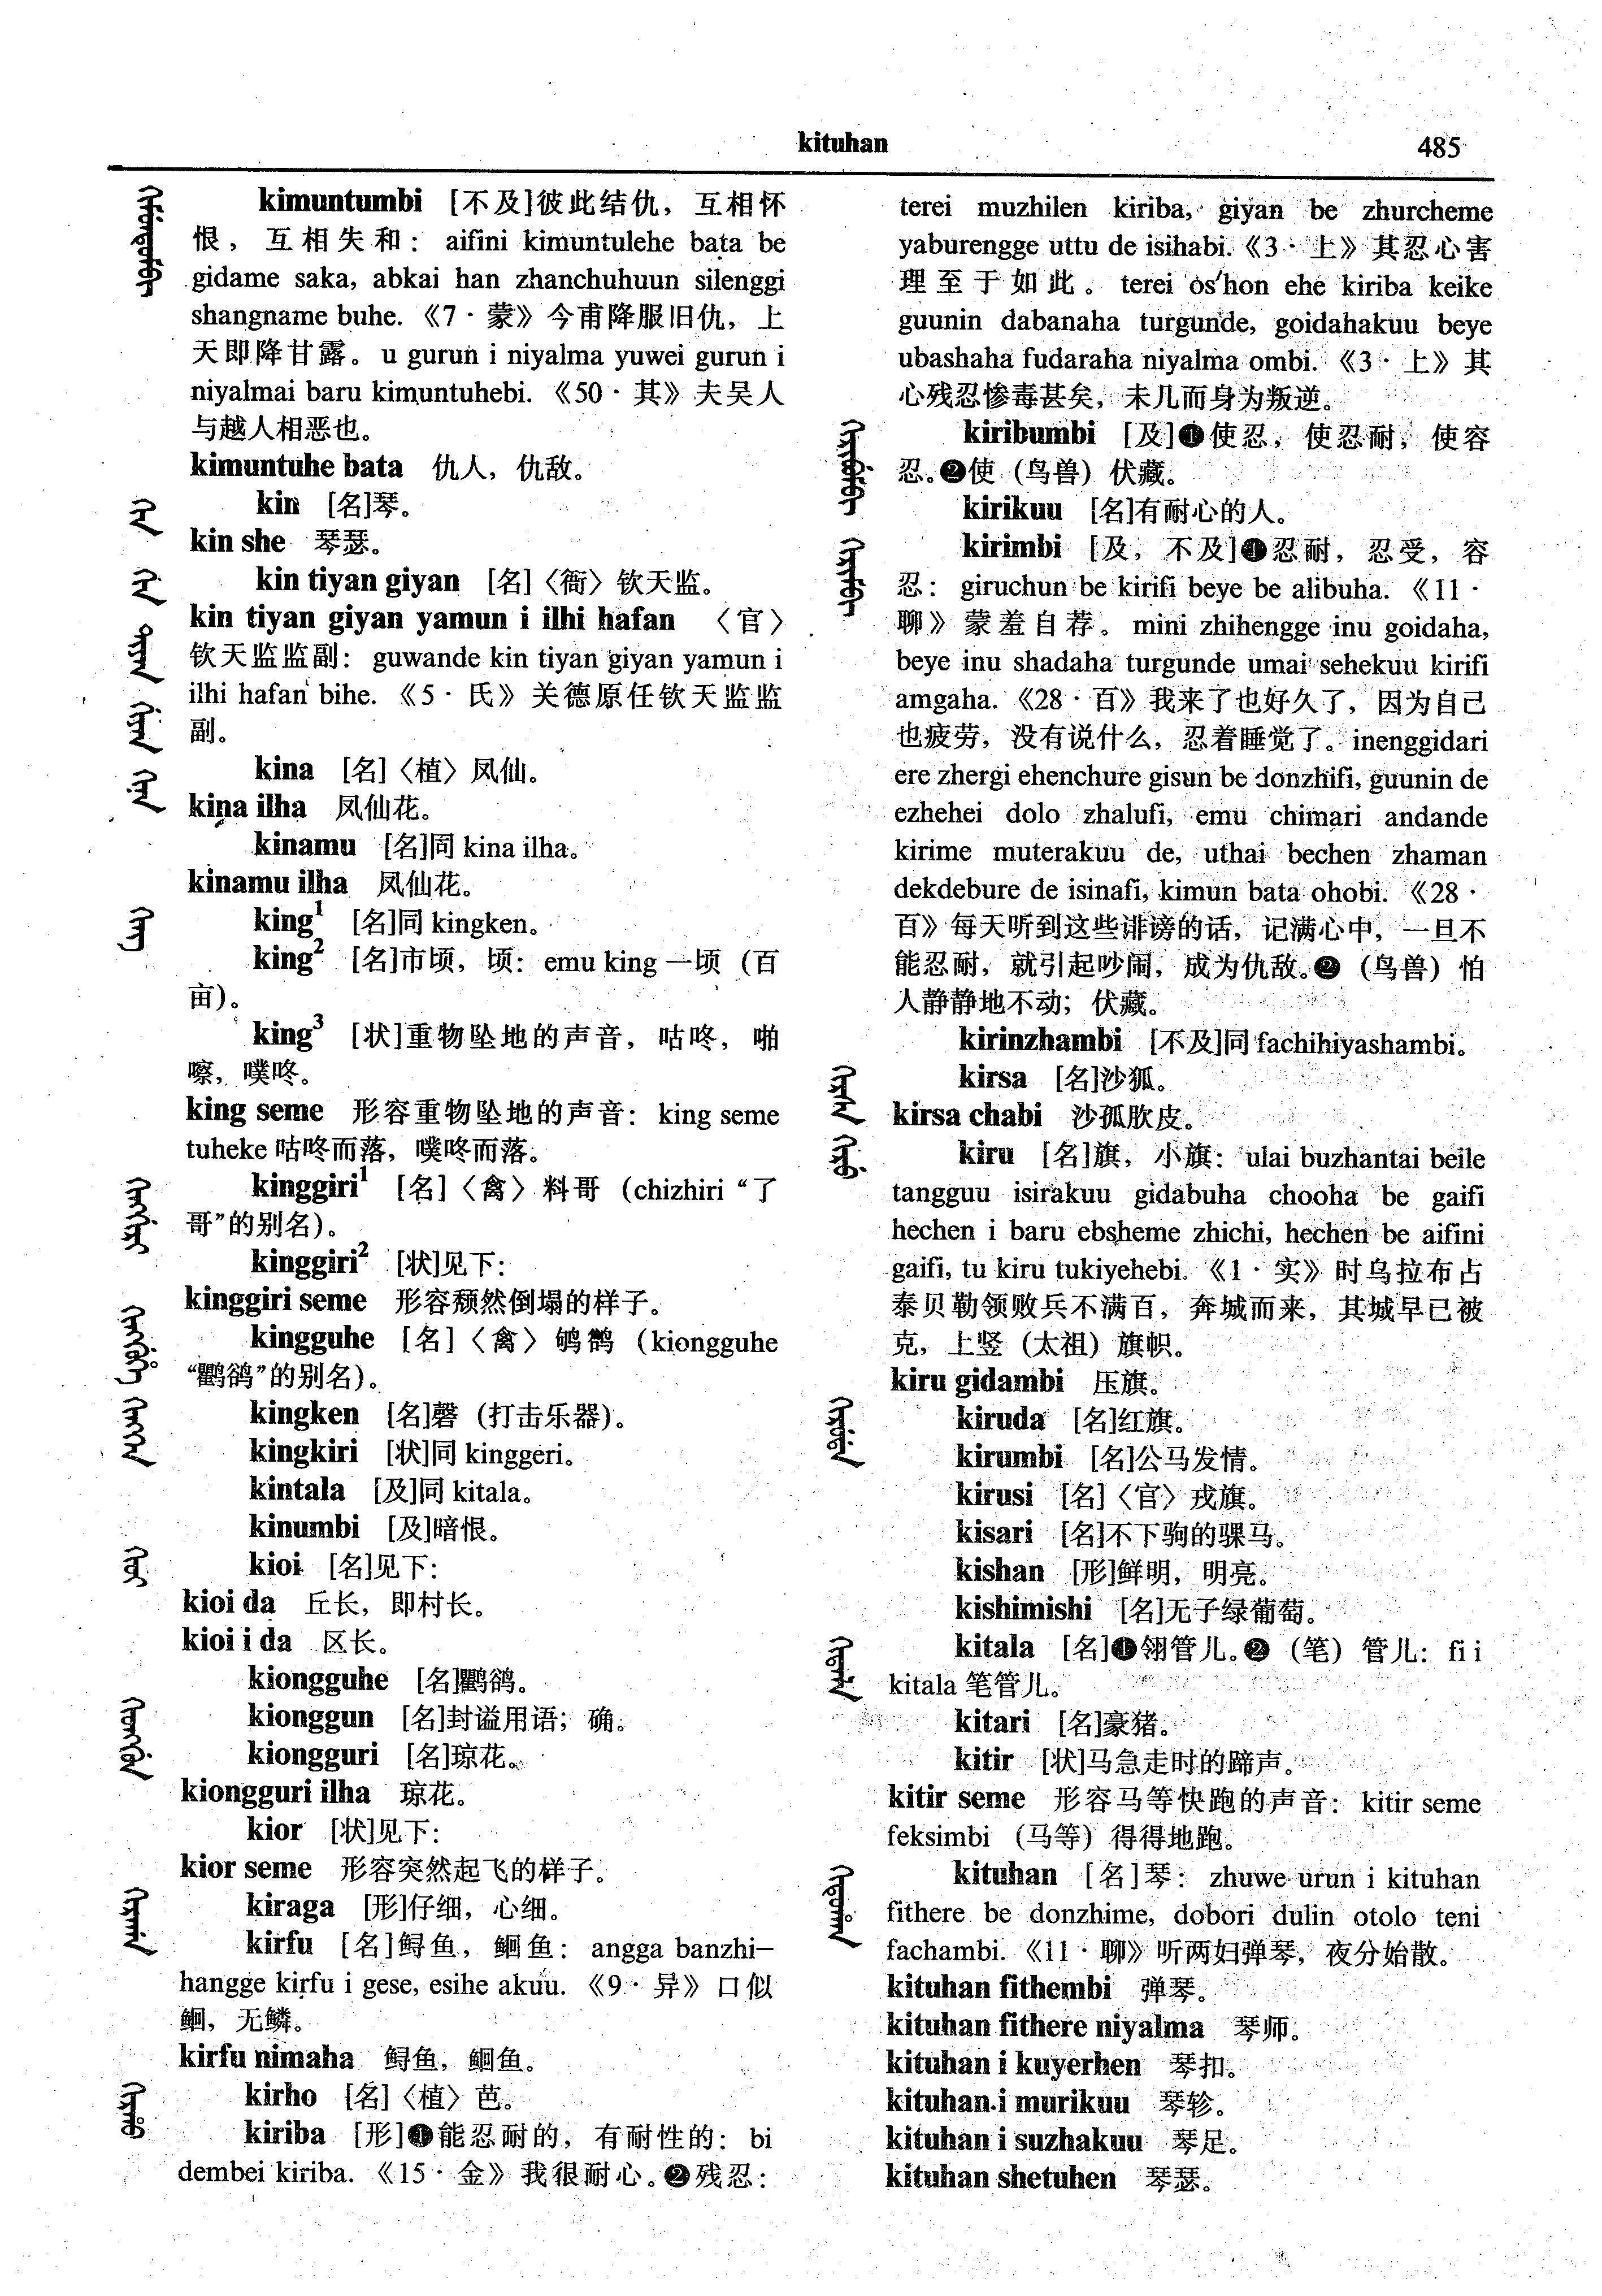 kituhan
485
kimuntumbi [不及]彼此结仇，互相怀
恨，互相失和：aifini kimuntulehe bata be
gidame saka, abkai han zhanchuhuun silenggi
shangname buhe.《7·蒙》今甫降服旧仇，上
天即降甘露。u gurun i niyalma yuwei gurun i
niyalmai baru kimuntuhebi.《50·其》夫吴人
与越人相恶也。
kimuntuhe bata 仇人，仇敌。
kin [名]琴。
kin she 琴瑟。
kin tiyan giyan [名]〈衙〉钦天监。
kin tiyan giyan yamun i ilhi hafan 〈官〉
钦天监监副：guwande kin tiyan giyan yamun i
ilhi hafan bihe.《5·氏》关德原任钦天监监
副。
kina [名]〈植〉凤仙。
kina ilha 凤仙花。
kinamu [名]同 kina ilha。
kinamu ilha 凤仙花。
king¹ [名]同 kingken。
king² [名]市顷，顷：emu king 一顷（百
亩）。
king³ [状]重物坠地的声音，咕咚，啪
嚓，噗咚。
king seme 形容重物坠地的声音：king seme
tuheke 咕咚而落，噗咚而落。
kinggiri¹ [名]〈禽〉料哥（chizhiri“了
哥”的别名）。
kinggiri² [状]见下：
kinggiri seme 形容颓然倒塌的样子。
kingguhe [名]〈禽〉鸲鹆（kiongguhe
“鸜鹆”的别名）。
kingken [名]磬（打击乐器）。
kingkiri [状]同 kinggeri。
kintala [及]同 kitala。
kinumbi [及]暗恨。
kioi [名]见下：
kioi da 丘长，即村长。
kioi i da 区长。
kiongguhe [名]鸜鹆。
kionggun [名]封谥用语；确。
kiongguri [名]琼花。
kiongguri ilha 琼花。
kior [状]见下：
kior seme 形容突然起飞的样子。
kiraga [形]仔细，心细。
kirfu [名]鲟鱼，鮰鱼：angga banzhi-
hangge kirfu i gese, esihe akuu.《9·异》口似
鮰，无鳞。
kirfu nimaha 鲟鱼，鮰鱼。
kirho [名]〈植〉芭。
kiriba [形]❶能忍耐的，有耐性的：bi
dembei kiriba.《15·金》我很耐心。❷残忍：
terei muzhilen kiriba, giyan be zhurcheme
yaburengge uttu de isihabi.《3·上》其忍心害
理至于如此。terei os'hon ehe kiriba keike
guunin dabanaha turgunde, goidahakuu beye
ubashaha fudaraha niyalma ombi.《3·上》其
心残忍惨毒甚矣，未几而身为叛逆。
kiribumbi [及]❶使忍，使忍耐，使容
忍。❷使（鸟兽）伏藏。
kirikuu [名]有耐心的人。
kirimbi [及，不及]❶忍耐，忍受，容
忍：giruchun be kirifi beye be alibuha.《11·
聊》蒙羞自荐。mini zhihengge inu goidaha,
beye inu shadaha turgunde umai sehekuu kirifi
amgaha.《28·百》我来了也好久了，因为自己
也疲劳，没有说什么，忍着睡觉了。inenggidari
ere zhergi ehenchure gisun be donzhifi, guunin de
ezhehei dolo zhalufi, emu chimari andande
kirime muterakuu de, uthai bechen zhaman
dekdebure de isinafi, kimun bata ohobi.《28·
百》每天听到这些诽谤的话，记满心中，一旦不
能忍耐，就引起吵闹，成为仇敌。❷（鸟兽）怕
人静静地不动；伏藏。
kirinzhambi [不及]同 fachihiyashambi。
kirsa [名]沙狐。
kirsa chabi 沙孤肷皮。
kiru [名]旗，小旗：ulai buzhantai beile
tangguu isirakuu gidabuha chooha be gaifi
hechen i baru ebsheme zhichi, hechen be aifini
gaifi, tu kiru tukiyehebi.《1·实》时乌拉布占
泰贝勒领败兵不满百，奔城而来，其城早已被
克，上竖（太祖）旗帜。
kiru gidambi 压旗。
kiruda [名]红旗。
kirumbi [名]公马发情。
kirusi [名]〈官〉戎旗。
kisari [名]不下驹的骒马。
kishan [形]鲜明，明亮。
kishimishi [名]无子绿葡萄。
kitala [名]❶翎管儿。❷（笔）管儿：fi i
kitala 笔管儿。
kitari [名]豪猪。
kitir [状]马急走时的蹄声。
kitir seme 形容马等快跑的声音：kitir seme
feksimbi （马等）得得地跑。
kituhan [名]琴：zhuwe urun i kituhan
fithere be donzhime, dobori dulin otolo teni
fachambi.《11·聊》听两妇弹琴，夜分始散。
kituhan fithembi 弹琴。
kituhan fithere niyalma 琴师。
kituhan i kuyerhen 琴扣。
kituhan i murikuu 琴轸。
kituhan i suzhakuu 琴足。
kituhan shetuhen 琴瑟。